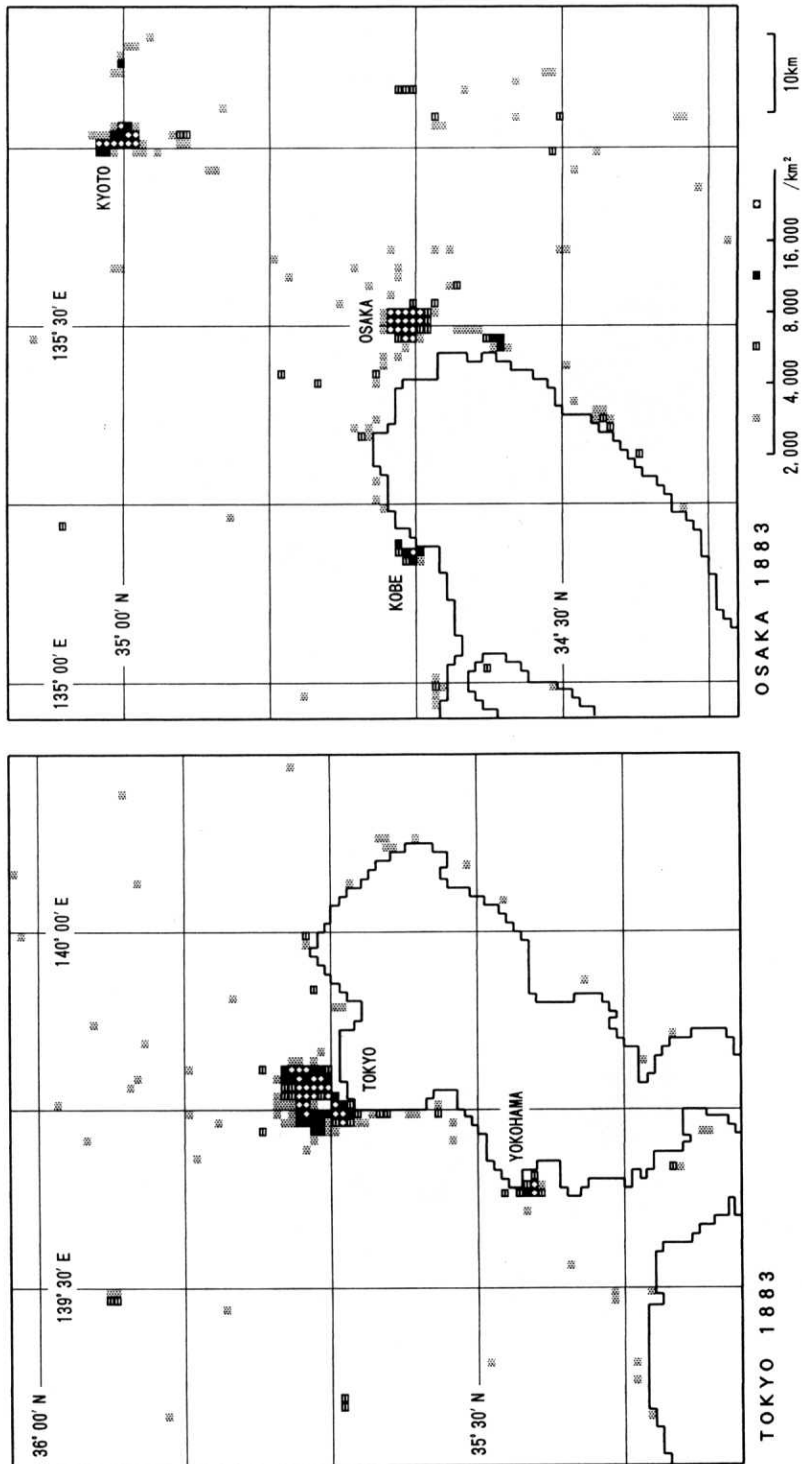 TOKYO 1883
36° 00′ N
139° 30′ E
140° 00′ E
35° 30′ N
TOKYO
YOKOHAMA
OSAKA 1883
135° 00′ E
135° 30′ E
35° 00′ N
34° 30′ N
KYOTO
OSAKA
KOBE
2,000 4,000 8,000 16,000 /km²
10km